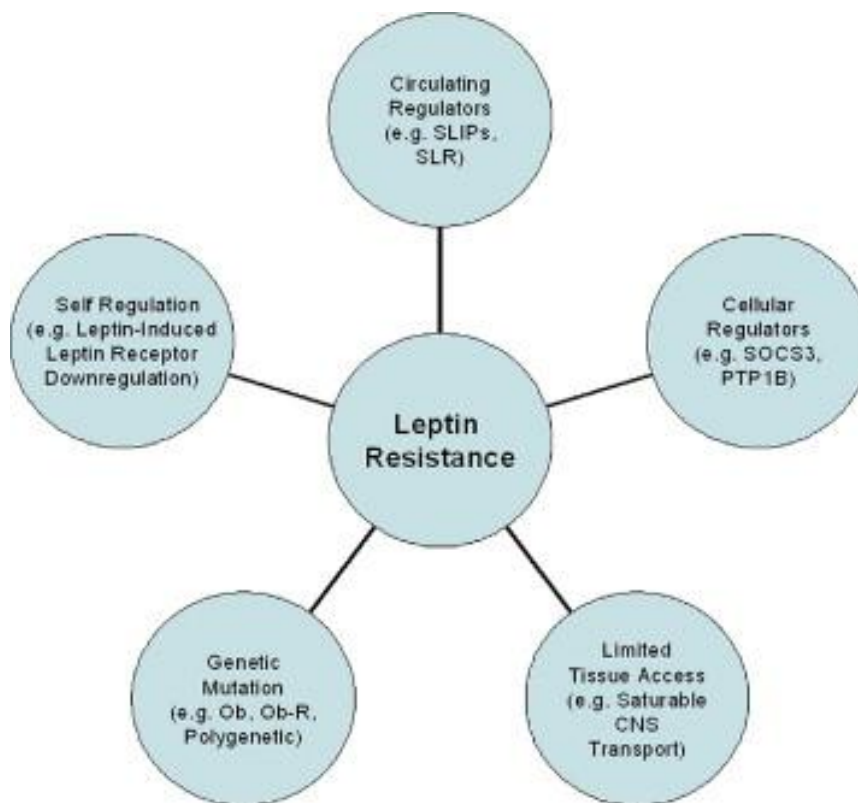 Circulating
Regulators
(e.g. SLIPs,
SLR)
Self Regulation
(e.g. Leptin-Induced
Leptin Receptor
Downregulation)
Cellular
Regulators
(e.g. SOCS3,
PTP1B)
Leptin
Resistance
Genetic
Mutation
(e.g. Ob, Ob-R,
Polygenetic)
Limited
Tissue Access
(e.g. Saturable
CNS
Transport)